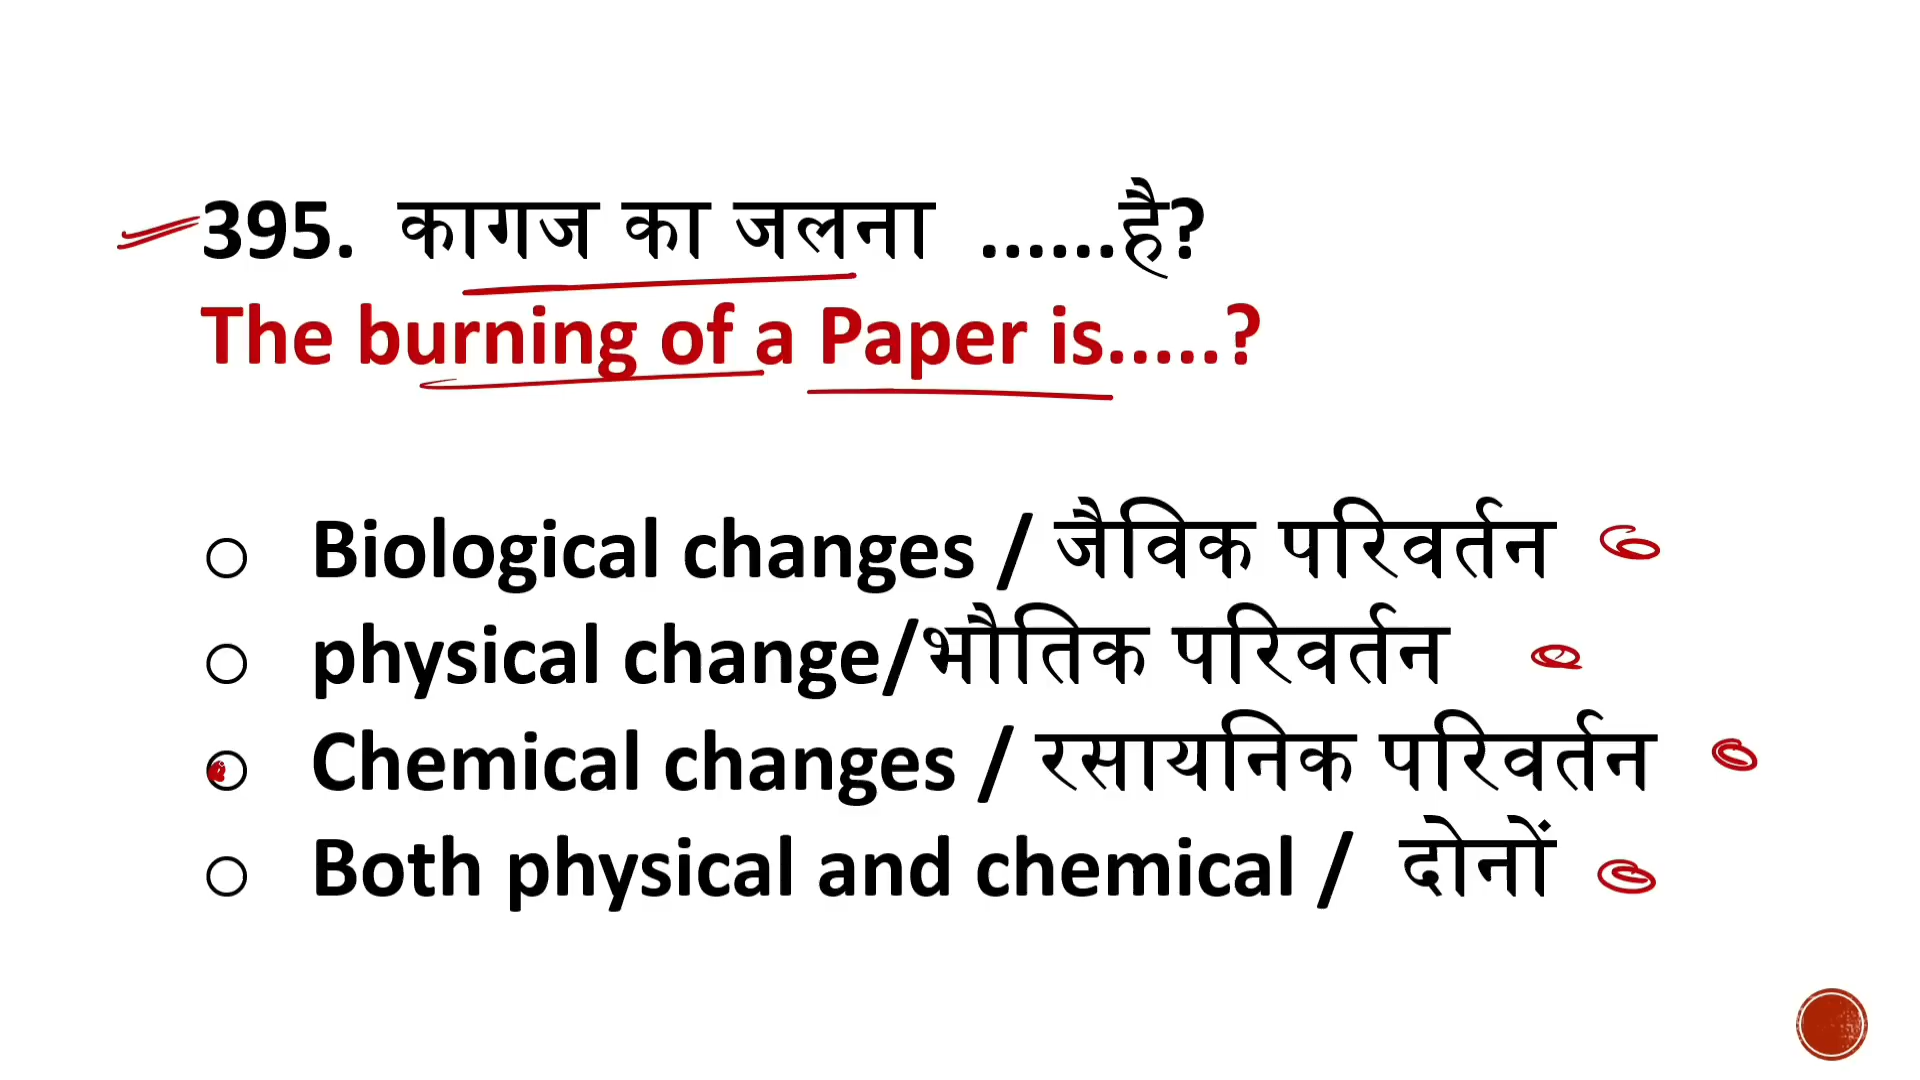 395. कागज का जलना ......है?
The burning of a Paper is.....?
Biological changes / जैविक परिवर्तन
physical change/भौतिक परिवर्तन
Chemical changes / रसायनिक परिवर्तन
Both physical and chemical / दोनों